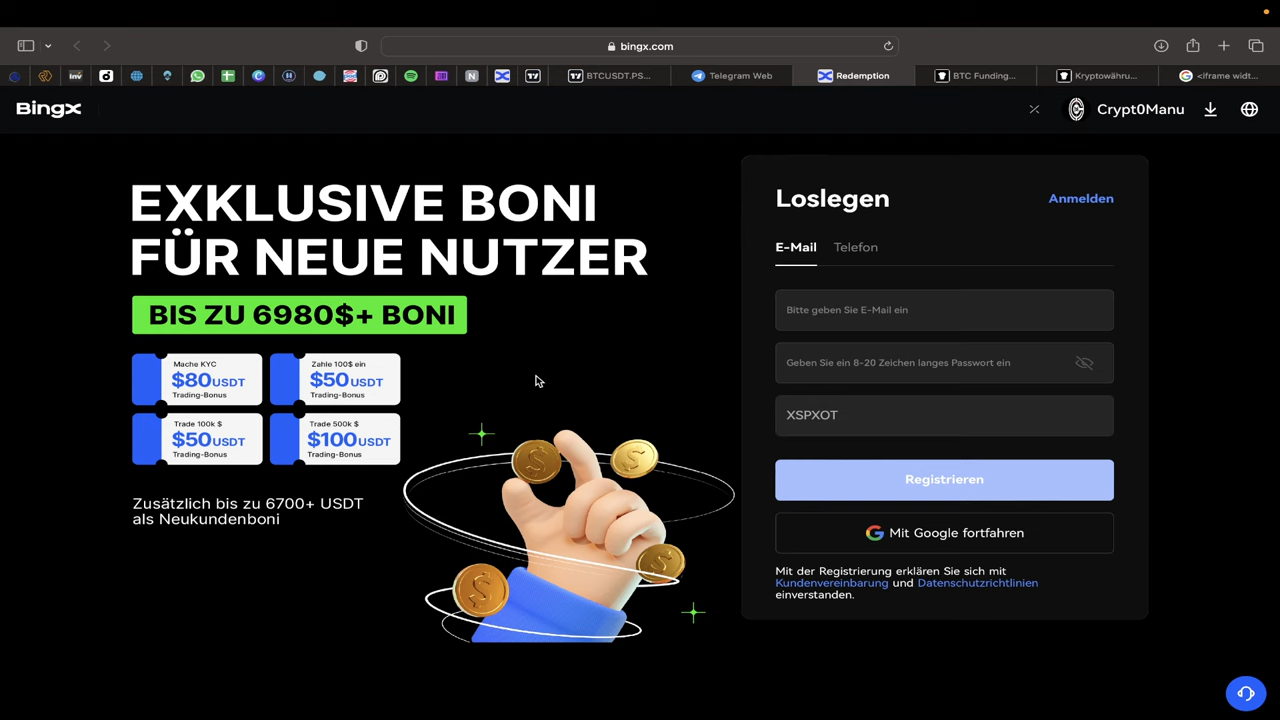 bingx.com
inv
BTCUSDT.PS...
Telegram Web
Redemption
BTC Funding...
Kryptowähru...
<iframe widt...
BingX
Crypt0Manu
EXKLUSIVE BONI
FÜR NEUE NUTZER
BIS ZU 6980$+ BONI
Mache KYC
$80USDT
Trading-Bonus
Zahle 100$ ein
$50USDT
Trading-Bonus
Trade 100k $
$50USDT
Trading-Bonus
Trade 500k $
$100USDT
Trading-Bonus
Zusätzlich bis zu 6700+ USDT
als Neukundenboni
Loslegen
Anmelden
E-Mail
Telefon
Bitte geben Sie E-Mail ein
Geben Sie ein 8-20 Zeichen langes Passwort ein
XSPXOT
Registrieren
Mit Google fortfahren
Mit der Registrierung erklären Sie sich mit
Kundenvereinbarung und Datenschutzrichtlinien
einverstanden.